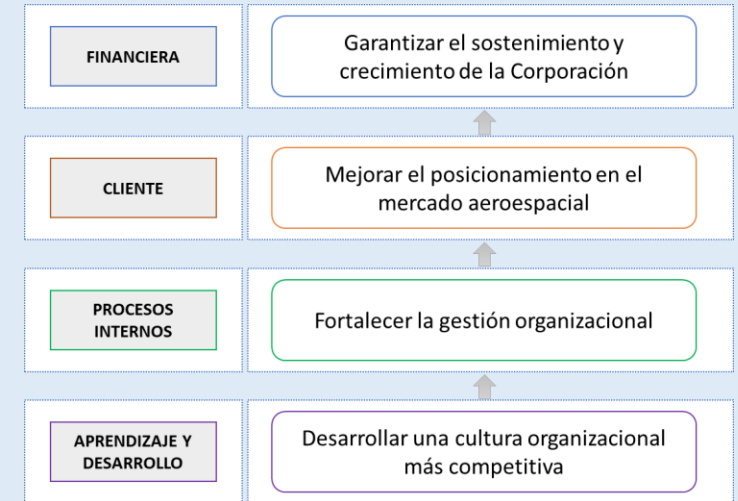 FINANCIERA
Garantizar el sostenimiento y
crecimiento de la Corporación
CLIENTE
Mejorar el posicionamiento en el
mercado aeroespacial
PROCESOS
INTERNOS
Fortalecer la gestión organizacional
APRENDIZAJE Y
DESARROLLO
Desarrollar una cultura organizacional
más competitiva